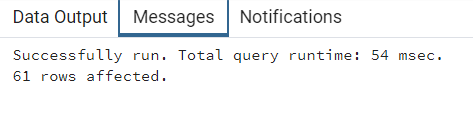 Data Output Messages Notifications
Successfully run. Total query runtime: 54 msec.
61 rows affected.